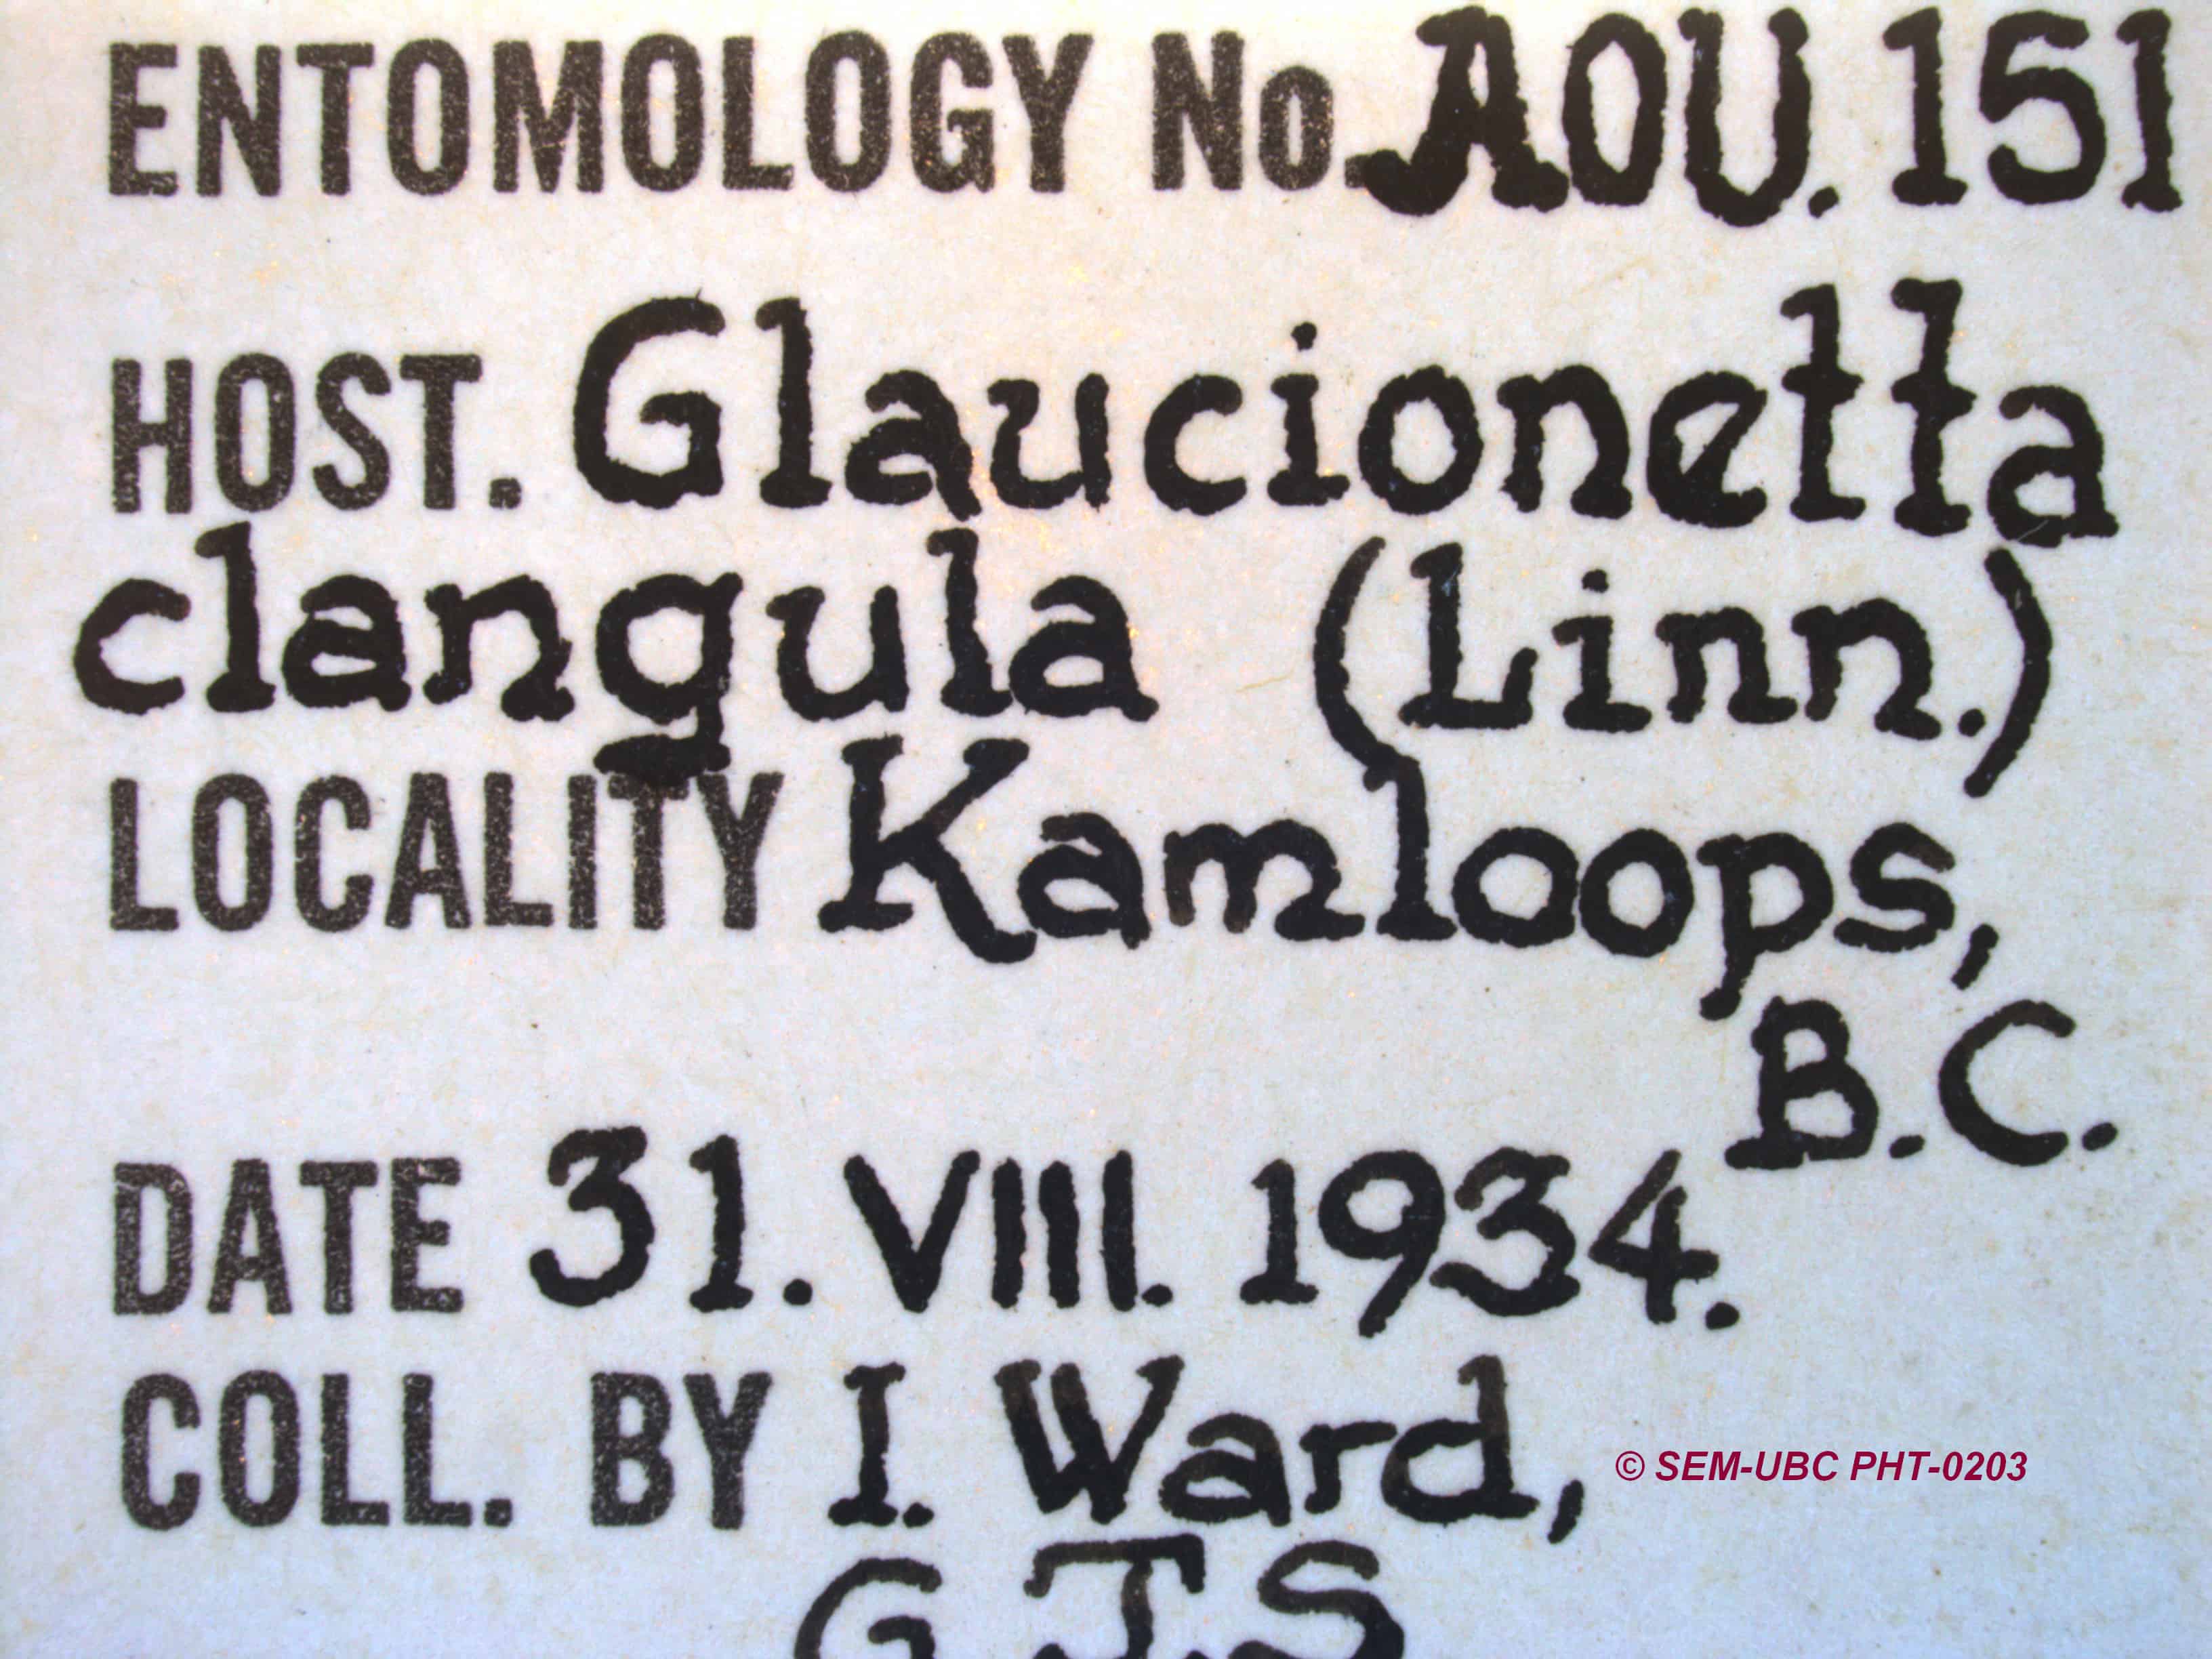 ENTOMOLOGY No. AOU. 151
HOST. Glaucionetta
clangula (Linn.)
LOCALITY Kamloops,
B.C.
DATE 31. VIII. 1934.
COLL. BY I. Ward,
© SEM-UBC PHT-0203
G.J.S